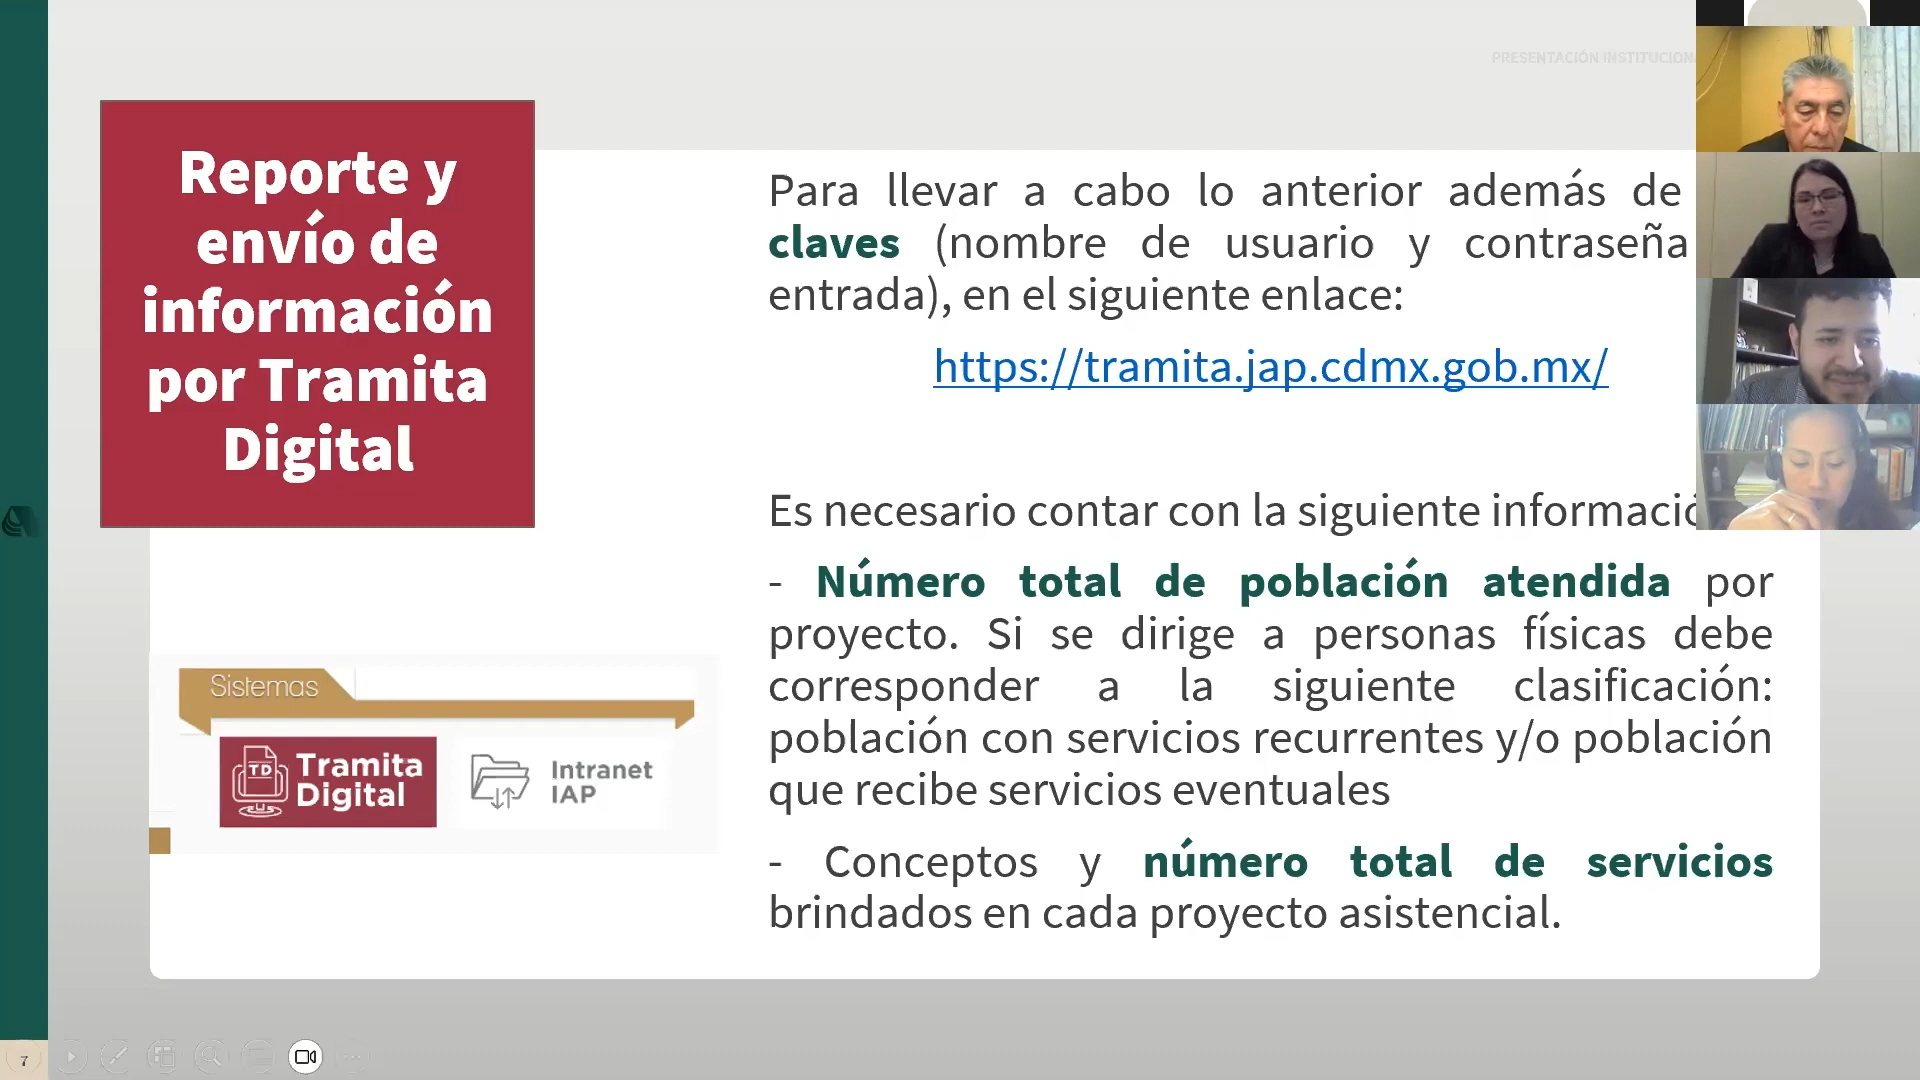 PRESENTACIÓN INSTITUCION
Reporte y
envío de
información
por Tramita
Digital
Para llevar a cabo lo anterior además de
claves (nombre de usuario y contraseña
entrada), en el siguiente enlace:
https://tramita.jap.cdmx.gob.mx/
Es necesario contar con la siguiente informació
- Número total de población atendida por
proyecto. Si se dirige a personas físicas debe
corresponder a la siguiente clasificación:
población con servicios recurrentes y/o población
que recibe servicios eventuales
- Conceptos y número total de servicios
brindados en cada proyecto asistencial.
Sistemas
TD
Tramita
Digital
Intranet
IAP
7